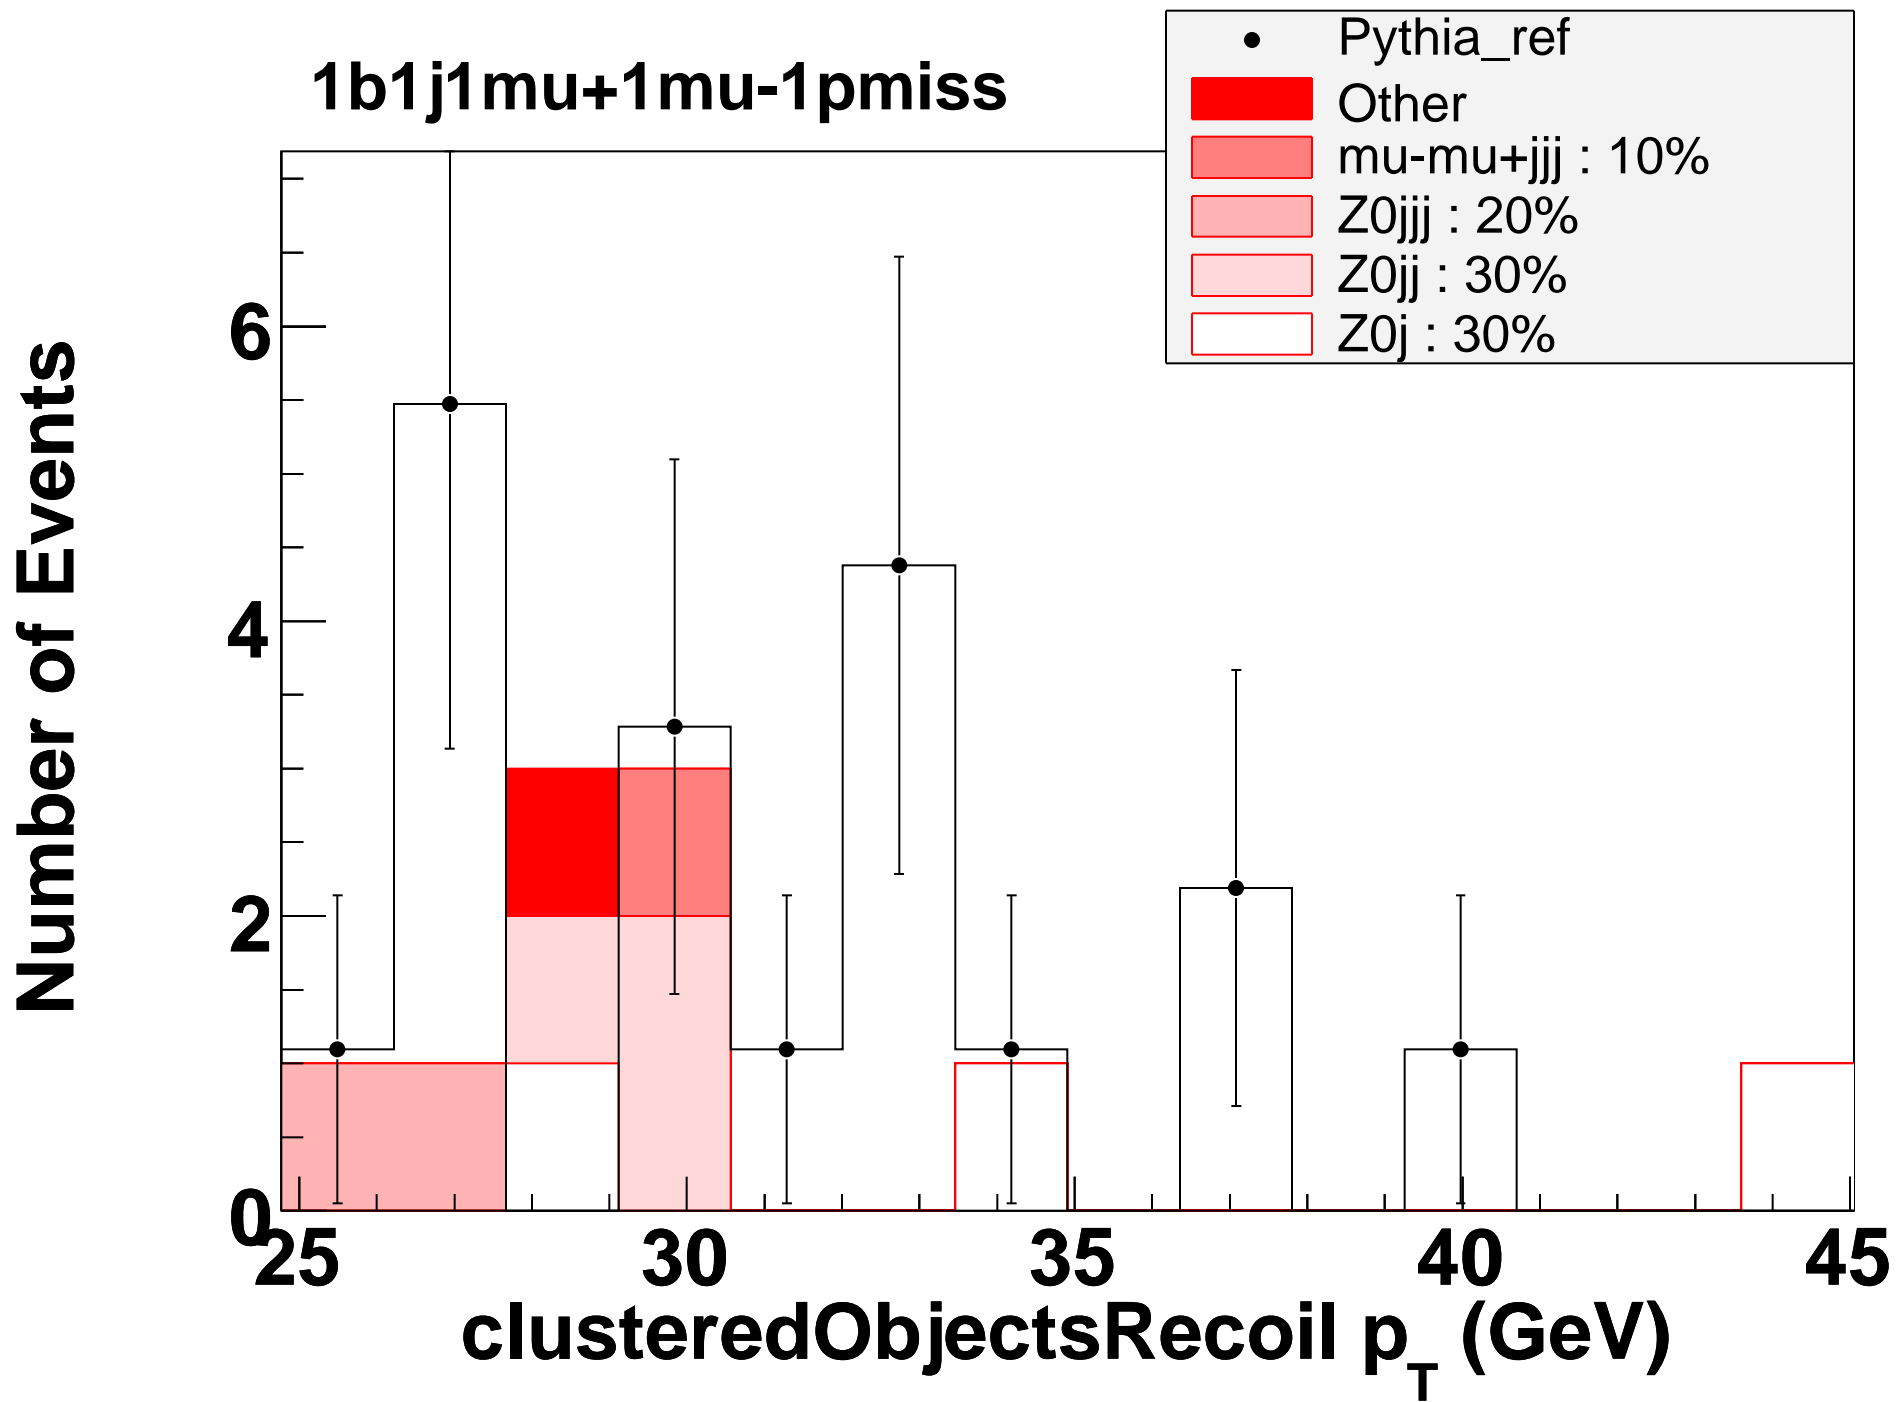 1b1j1mu+1mu-1pmiss
Pythia_ref
Other
mu-mu+jjj : 10%
Z0jjj : 20%
Z0jj : 30%
Z0j : 30%
Number of Events
6
4
2
0
25 30 35 40 45
clusteredObjectsRecoil p_T (GeV)